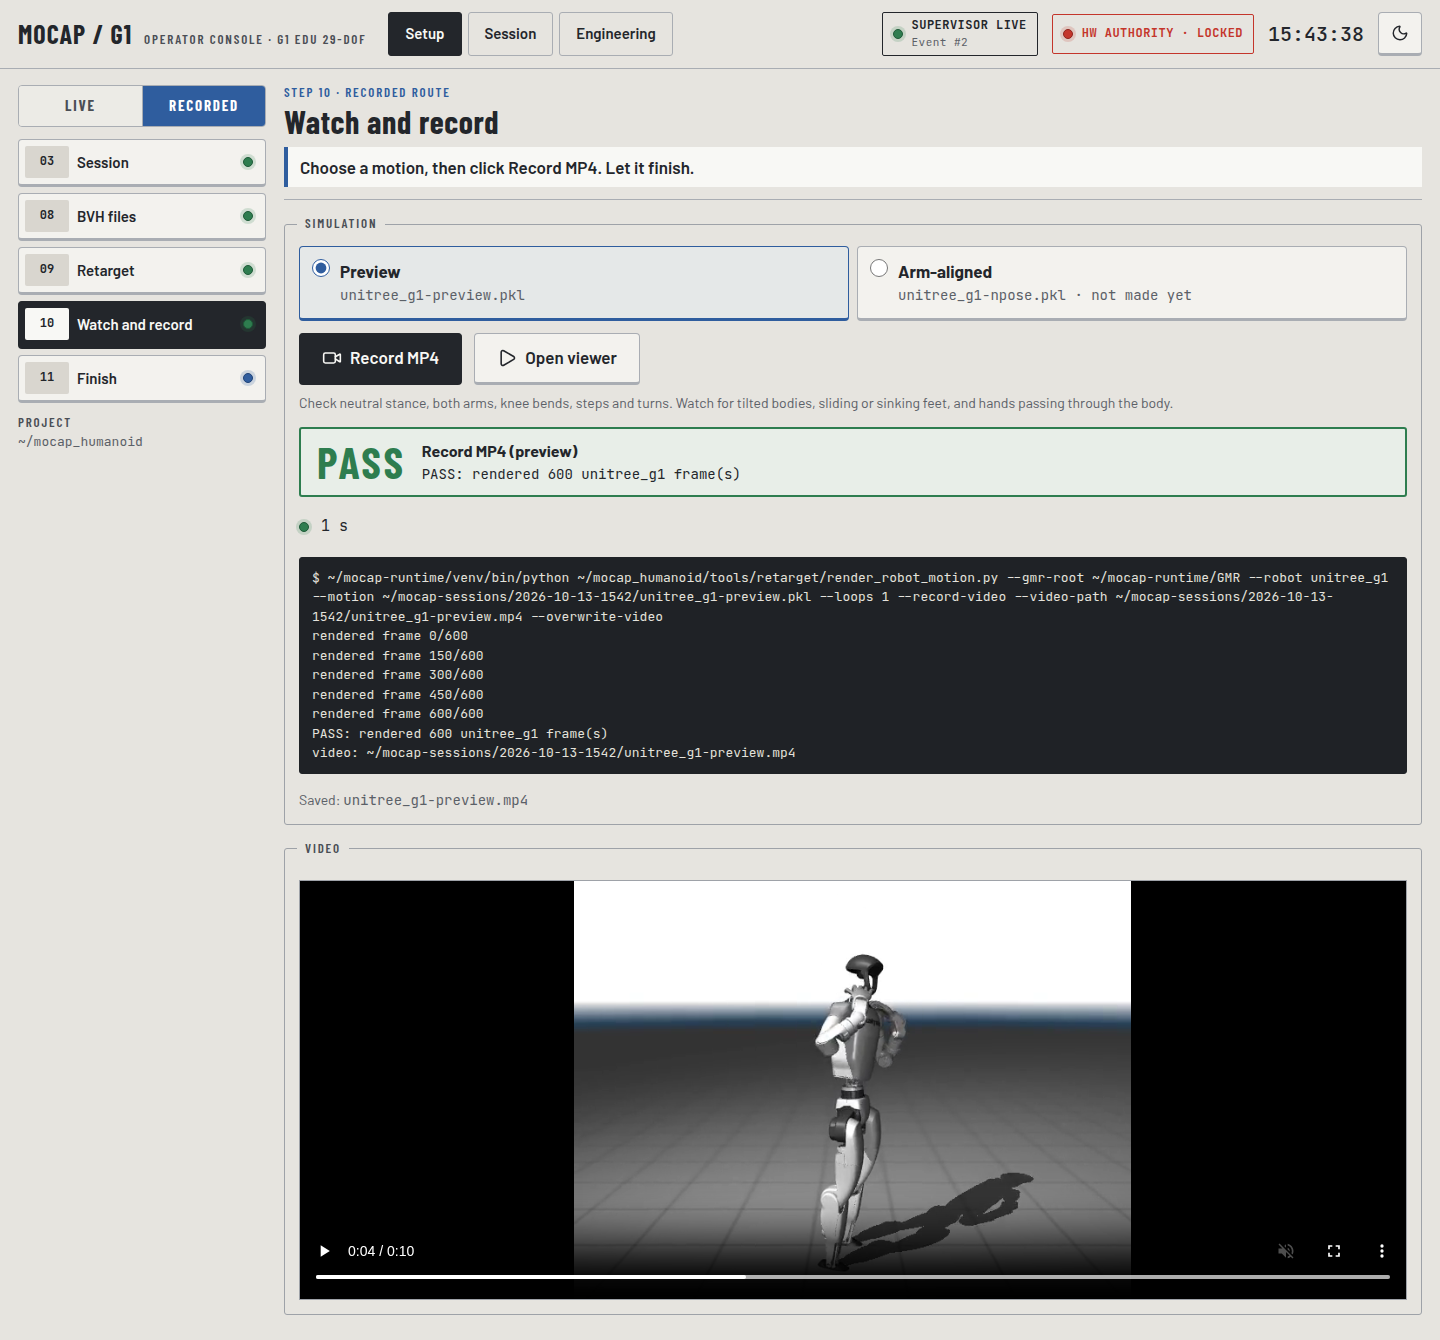 MOCAP / G1
OPERATOR CONSOLE · G1 EDU 29-DOF
Setup
Session
Engineering
SUPERVISOR LIVE
Event #2
HW AUTHORITY · LOCKED
15:43:38
LIVE
RECORDED
03 Session
08 BVH files
09 Retarget
10 Watch and record
11 Finish
PROJECT
~/mocap_humanoid
STEP 10 · RECORDED ROUTE
Watch and record
Choose a motion, then click Record MP4. Let it finish.
SIMULATION
Preview
unitree_g1-preview.pkl
Arm-aligned
unitree_g1-npose.pkl · not made yet
Record MP4
Open viewer
Check neutral stance, both arms, knee bends, steps and turns. Watch for tilted bodies, sliding or sinking feet, and hands passing through the body.
PASS
Record MP4 (preview)
PASS: rendered 600 unitree_g1 frame(s)
1 s
$ ~/mocap-runtime/venv/bin/python ~/mocap_humanoid/tools/retarget/render_robot_motion.py --gmr-root ~/mocap-runtime/GMR --robot unitree_g1
--motion ~/mocap-sessions/2026-10-13-1542/unitree_g1-preview.pkl --loops 1 --record-video --video-path ~/mocap-sessions/2026-10-13-
1542/unitree_g1-preview.mp4 --overwrite-video
rendered frame 0/600
rendered frame 150/600
rendered frame 300/600
rendered frame 450/600
rendered frame 600/600
PASS: rendered 600 unitree_g1 frame(s)
video: ~/mocap-sessions/2026-10-13-1542/unitree_g1-preview.mp4
Saved: unitree_g1-preview.mp4
VIDEO
0:04 / 0:10